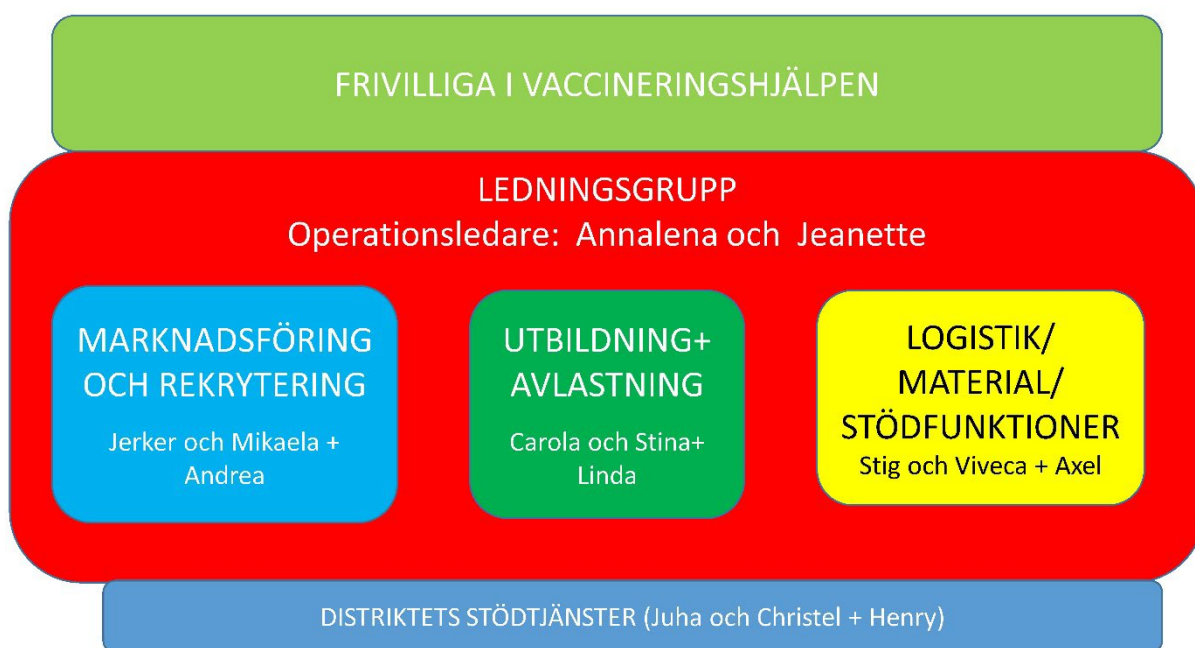 FRIVILLIGA I VACCINERINGSHJÄLPEN
LEDNINGSGRUPP
Operationsledare: Annalena och Jeanette
MARKNADSFÖRING
OCH REKRYTERING
Jerker och Mikaela +
Andrea
UTBILDNING+
AVLASTNING
Carola och Stina+
Linda
LOGISTIK/
MATERIAL/
STÖDFUNKTIONER
Stig och Viveca + Axel
DISTRIKTETS STÖDTJÄNSTER (Juha och Christel + Henry)